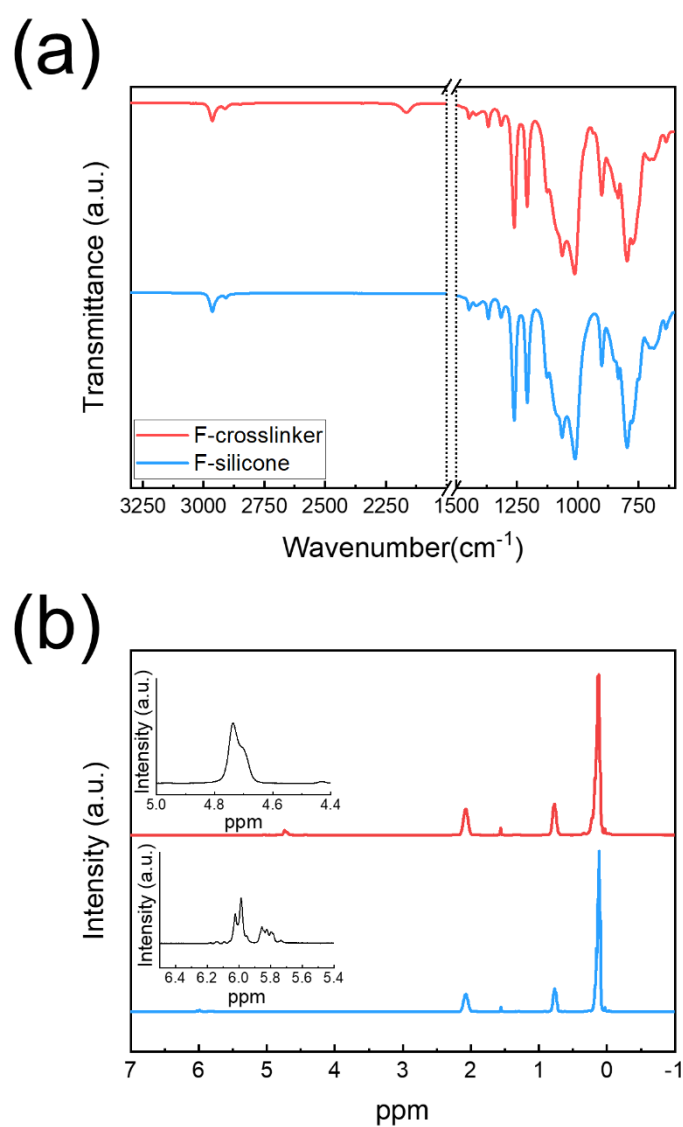 (a)
Transmittance (a.u.)
F-crosslinker
F-silicone
3250 3000 2750 2500 2250 1500 1250 1000 750
Wavenumber(cm⁻¹)
(b)
Intensity (a.u.)
Intensity (a.u.)
5.0 4.8 4.6 4.4
ppm
Intensity (a.u.)
6.4 6.2 6.0 5.8 5.6 5.4
ppm
7 6 5 4 3 2 1 0 -1
ppm